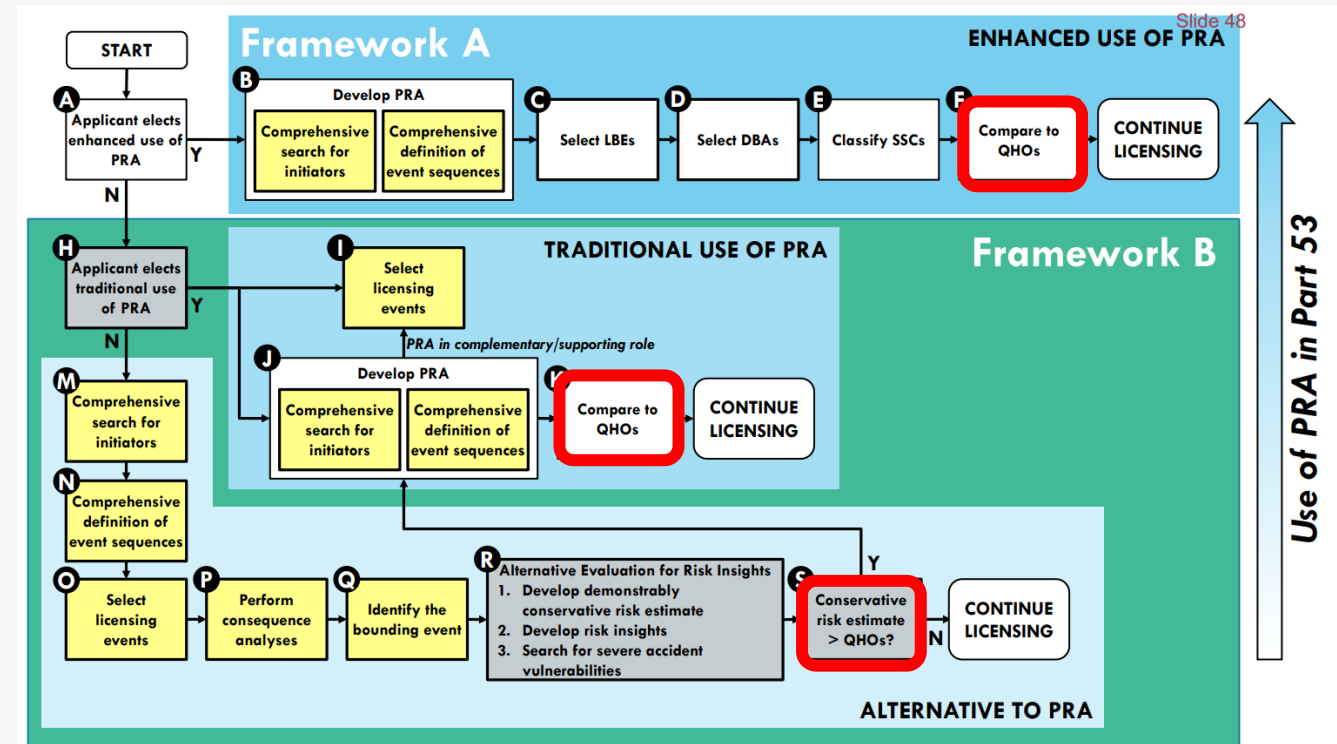 Slide 48
START
Framework A
ENHANCED USE OF PRA
A
Applicant elects
enhanced use of
PRA
Y
N
B
Develop PRA
Comprehensive
search for
initiators
Comprehensive
definition of
event sequences
C
Select LBEs
D
Select DBAs
E
Classify SSCs
F
Compare to
QHOs
CONTINUE
LICENSING
Framework B
H
Applicant elects
traditional use
of PRA
Y
N
TRADITIONAL USE OF PRA
I
Select
licensing
events
PRA in complementary/supporting role
J
Develop PRA
Comprehensive
search for
initiators
Comprehensive
definition of
event sequences
K
Compare to
QHOs
CONTINUE
LICENSING
M
Comprehensive
search for
initiators
N
Comprehensive
definition of
event sequences
O
Select
licensing
events
P
Perform
consequence
analyses
Q
Identify the
bounding event
R
Alternative Evaluation for Risk Insights
1. Develop demonstrably
conservative risk estimate
2. Develop risk insights
3. Search for severe accident
vulnerabilities
S
Conservative
risk estimate
> QHOs?
Y
N
CONTINUE
LICENSING
ALTERNATIVE TO PRA
Use of PRA in Part 53